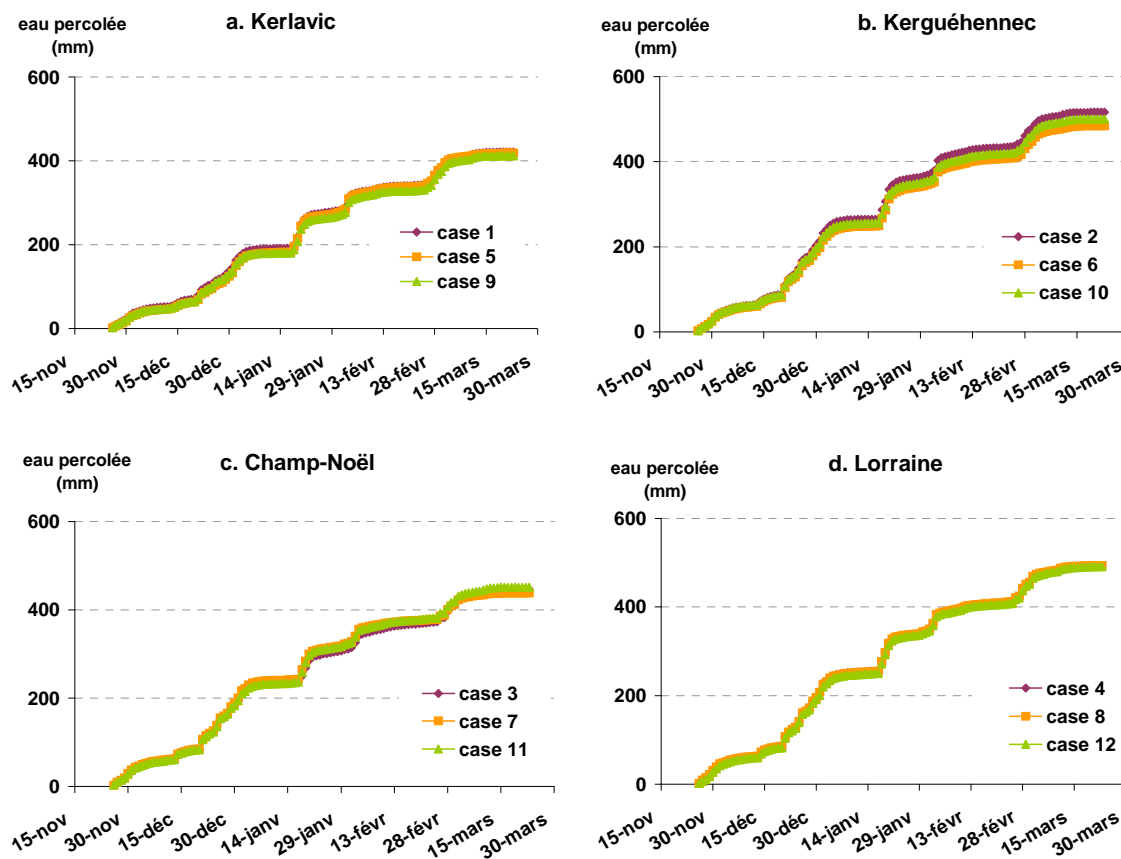 a. Kerlavic
eau percolée
(mm)
600
400
200
0
case 1
case 5
case 9
15-nov
30-nov
15-déc
30-déc
14-janv
29-janv
13-févr
28-févr
15-mars
30-mars
b. Kerguéhennec
eau percolée
(mm)
600
400
200
0
case 2
case 6
case 10
15-nov
30-nov
15-déc
30-déc
14-janv
29-janv
13-févr
28-févr
15-mars
30-mars
c. Champ-Noël
eau percolée
(mm)
600
400
200
0
case 3
case 7
case 11
15-nov
30-nov
15-déc
30-déc
14-janv
29-janv
13-févr
28-févr
15-mars
30-mars
d. Lorraine
eau percolée
(mm)
600
400
200
0
case 4
case 8
case 12
15-nov
30-nov
15-déc
30-déc
14-janv
29-janv
13-févr
28-févr
15-mars
30-mars